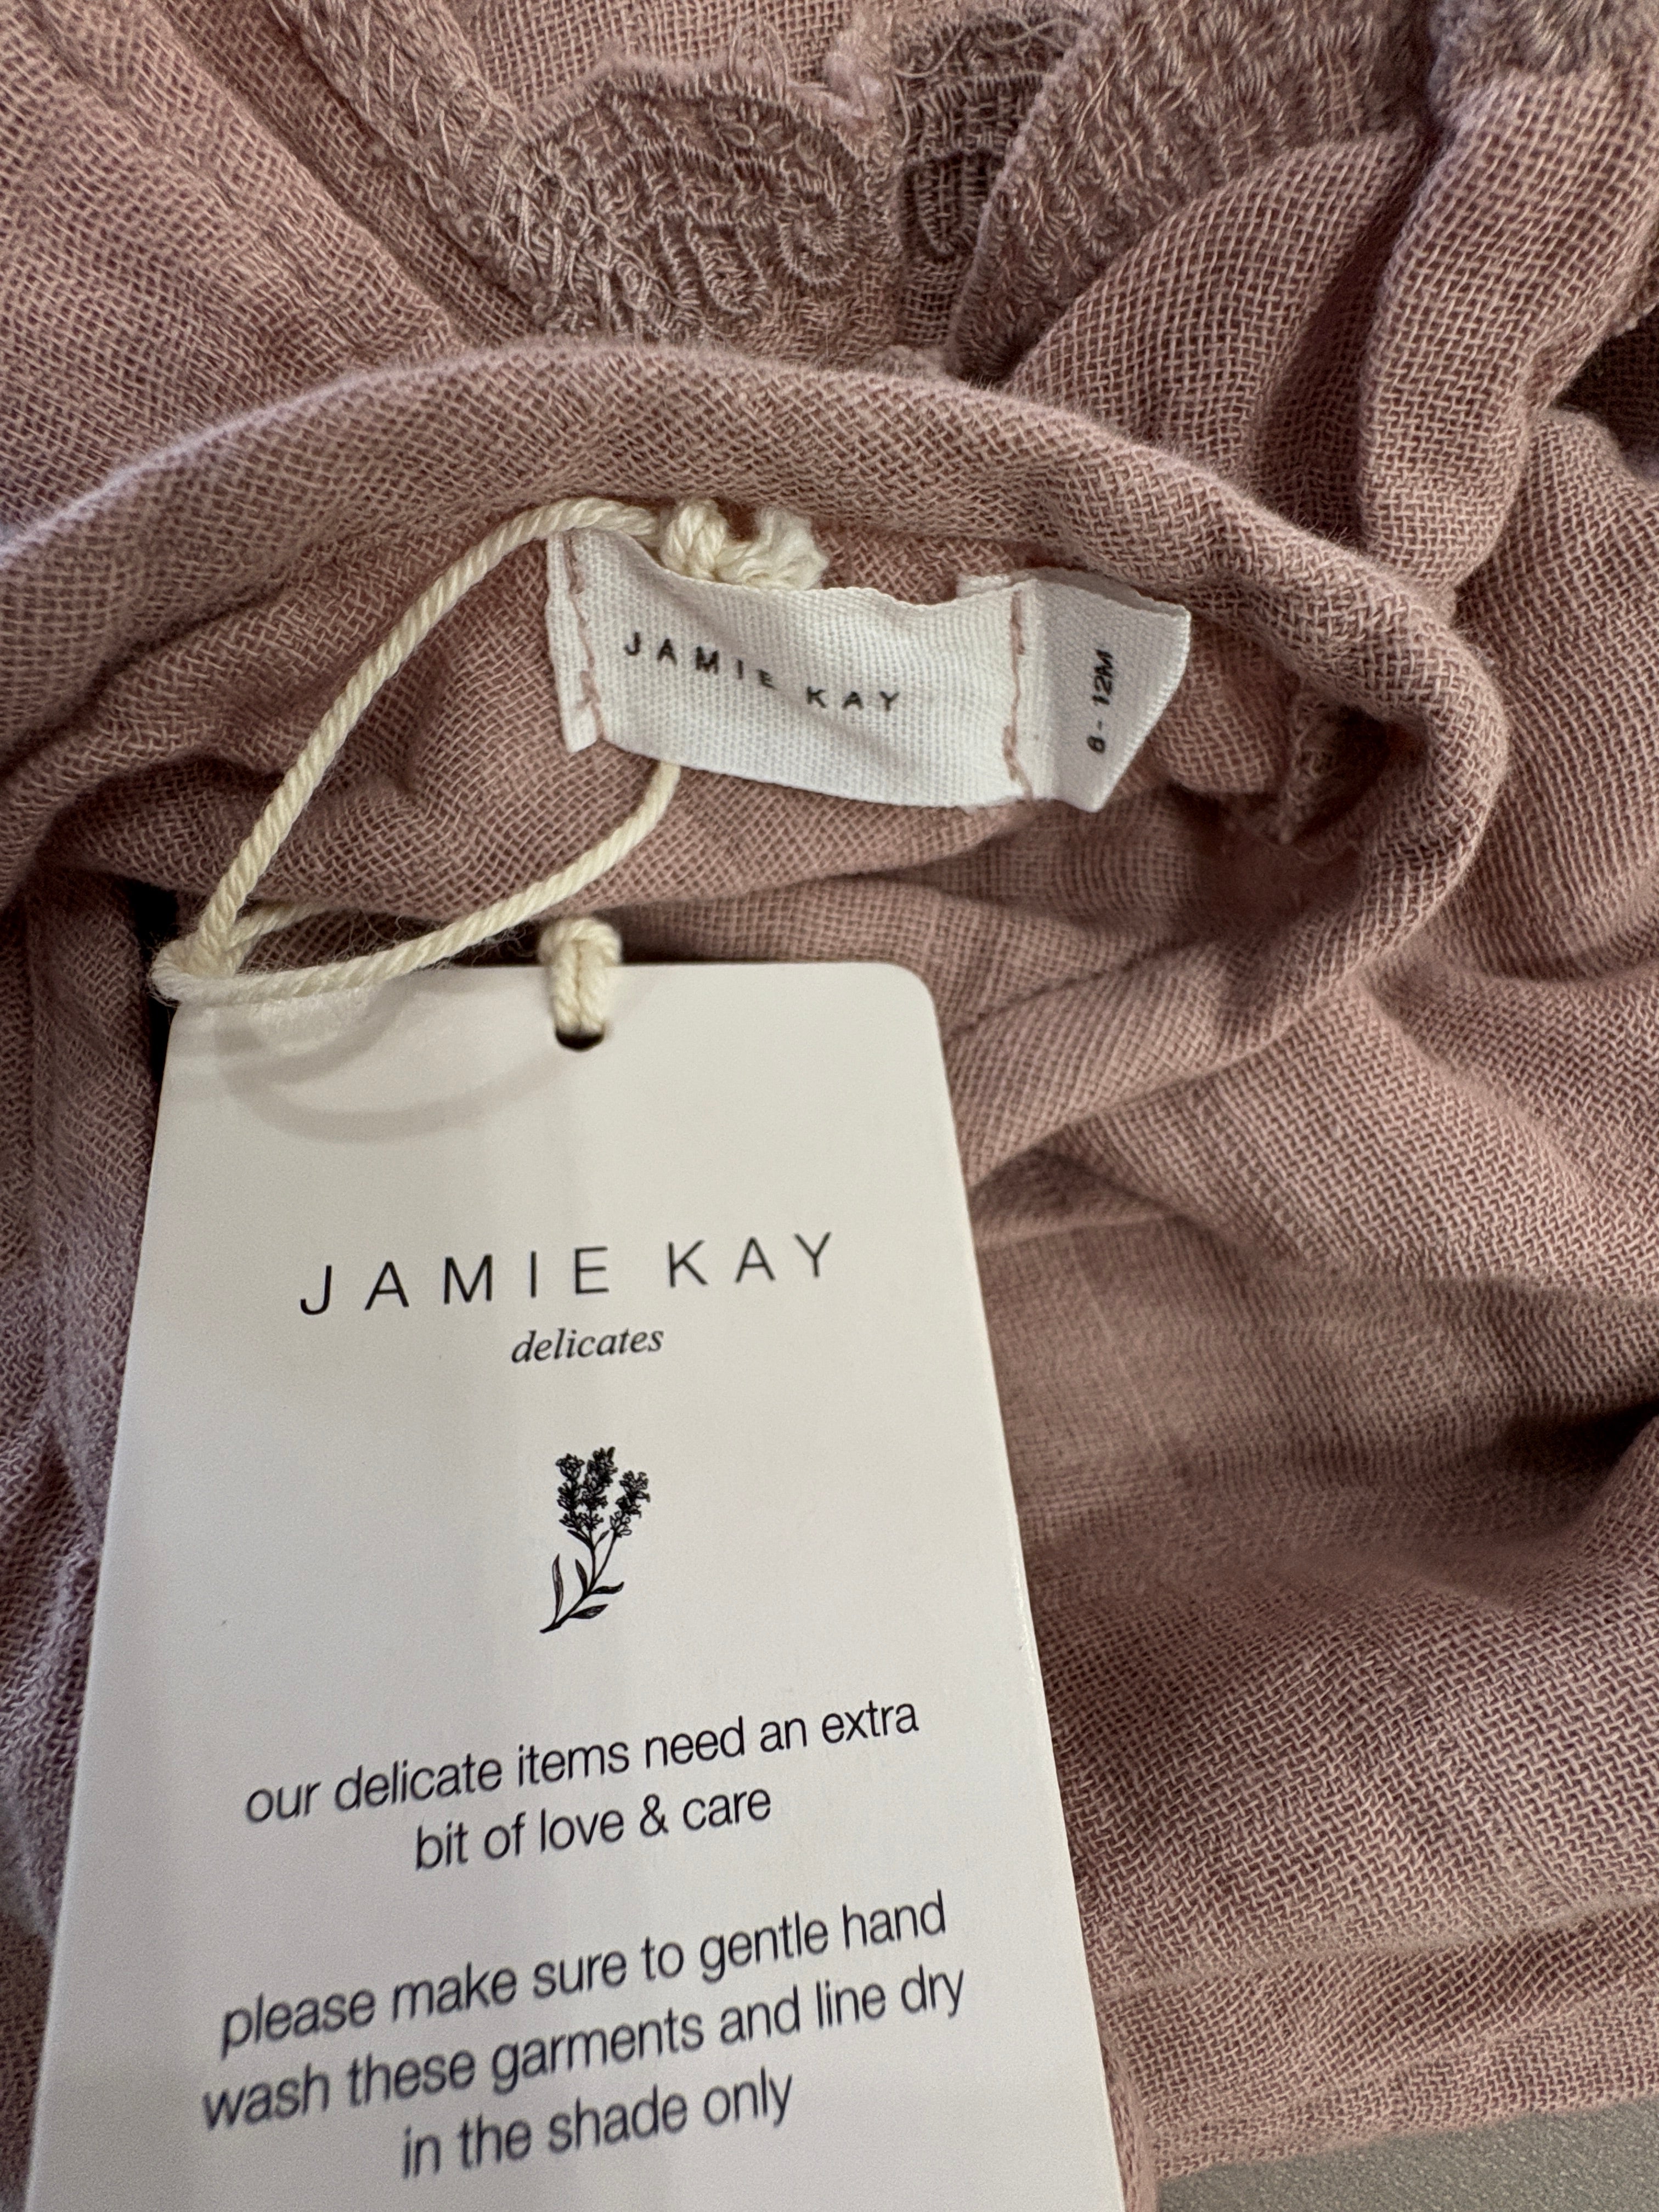 JAMIE KAY
6 - 12M
JAMIE KAY
delicates
our delicate items need an extra
bit of love & care
please make sure to gentle hand
wash these garments and line dry
in the shade only